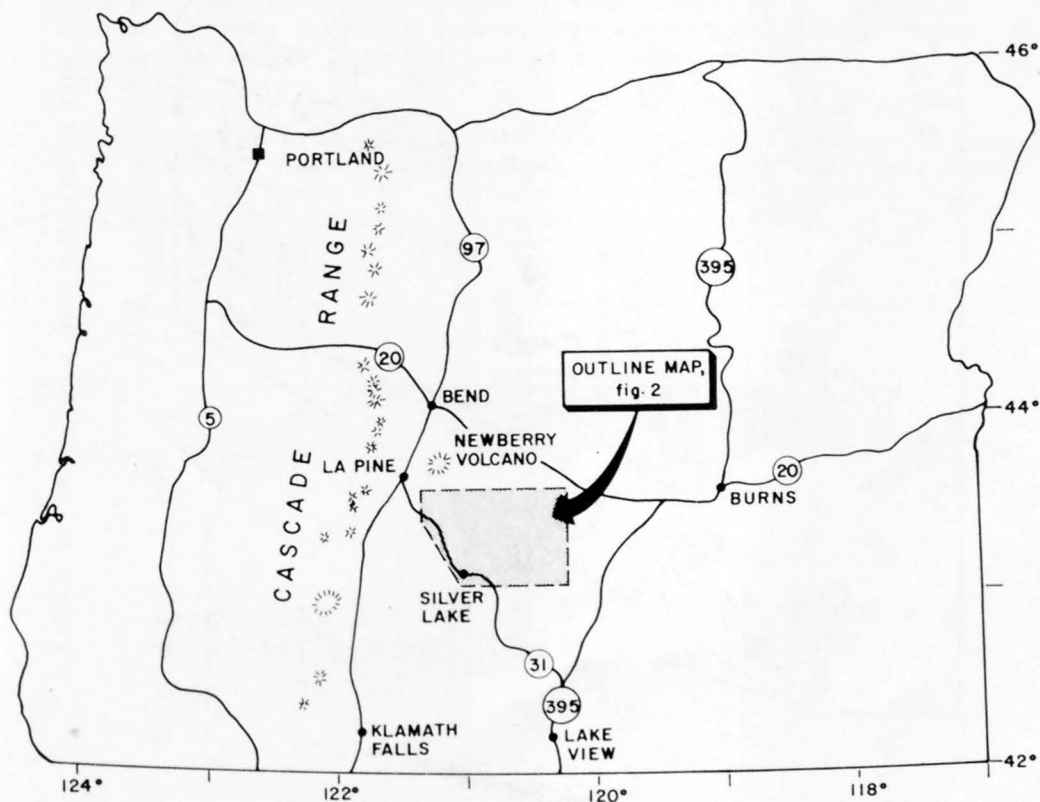 46°
PORTLAND
RANGE
97
395
20
OUTLINE MAP,
fig. 2
BEND
44°
5
NEWBERRY
VOLCANO
LA PINE
20
BURNS
CASCADE
SILVER
LAKE
31
395
KLAMATH
FALLS
LAKE
VIEW
42°
124°
122°
120°
118°